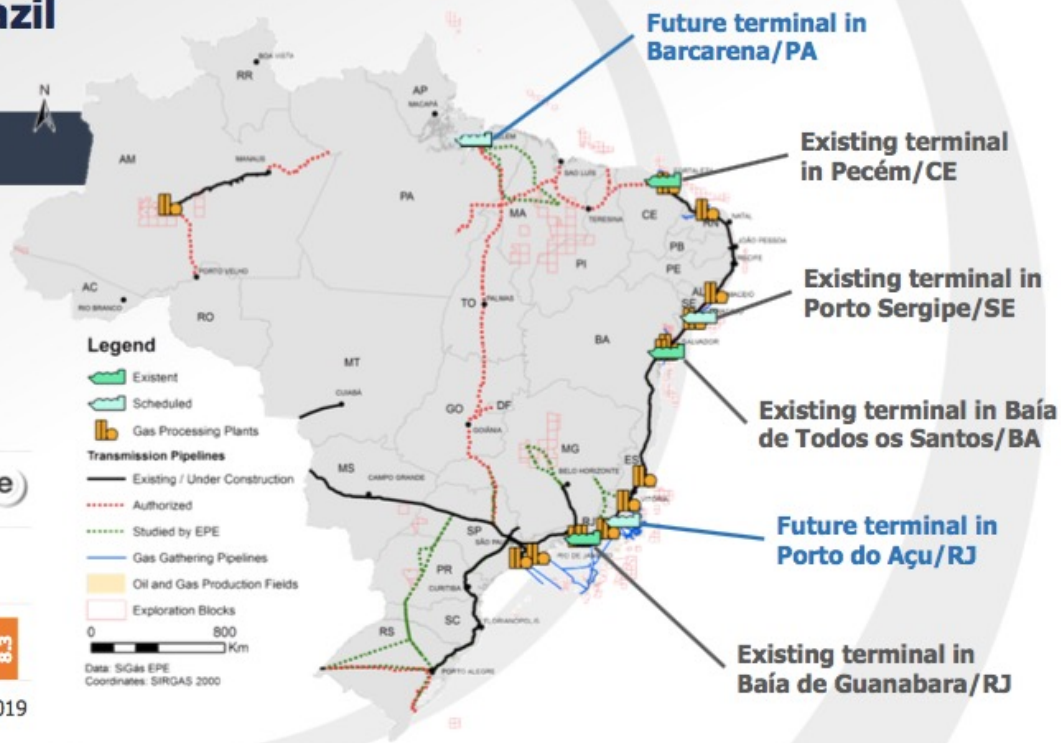 azil
Future terminal in
Barcarena/PA
Existing terminal
in Pecém/CE
Existing terminal in
Porto Sergipe/SE
Existing terminal in Baía
de Todos os Santos/BA
Future terminal in
Porto do Açu/RJ
Existing terminal in
Baía de Guanabara/RJ
N
BOA VISTA
RR
AP
MACAPÁ
AM
MANAUS
PA
SAO LUÍS
MA
TERESINA
CE
NATAL
JOÃO PESSOA
PB
RECIFE
PE
PI
AL
MACEIO
SE
SALVADOR
BA
AC
RIO BRANCO
PORTO VELHO
RO
TO
PALMAS
MT
CUIABÁ
GO
DF
GOIÂNIA
MG
BELO HORIZONTE
ES
MS
CAMPO GRANDE
SP
RIO DE JANEIRO
PR
CURITIBA
SC
FLORIANÓPOLIS
RS
PORTO ALEGRE
Legend
Existent
Scheduled
Gas Processing Plants
Transmission Pipelines
Existing / Under Construction
Authorized
Studied by EPE
Gas Gathering Pipelines
Oil and Gas Production Fields
Exploration Blocks
0 800
Km
Data: SiGás EPE
Coordinates: SIRGAS 2000
e
8.3
019